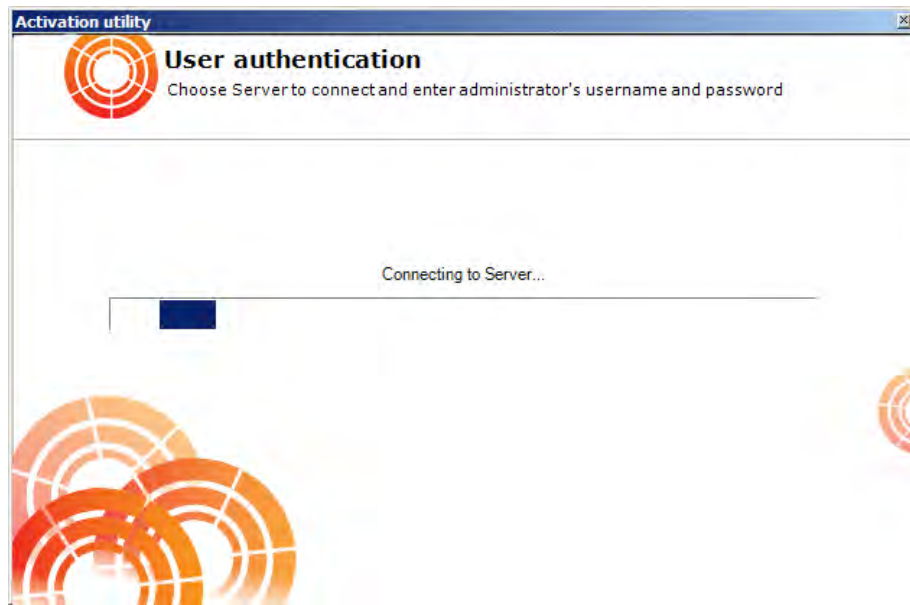 Activation utility
User authentication
Choose Server to connect and enter administrator's username and password
Connecting to Server...